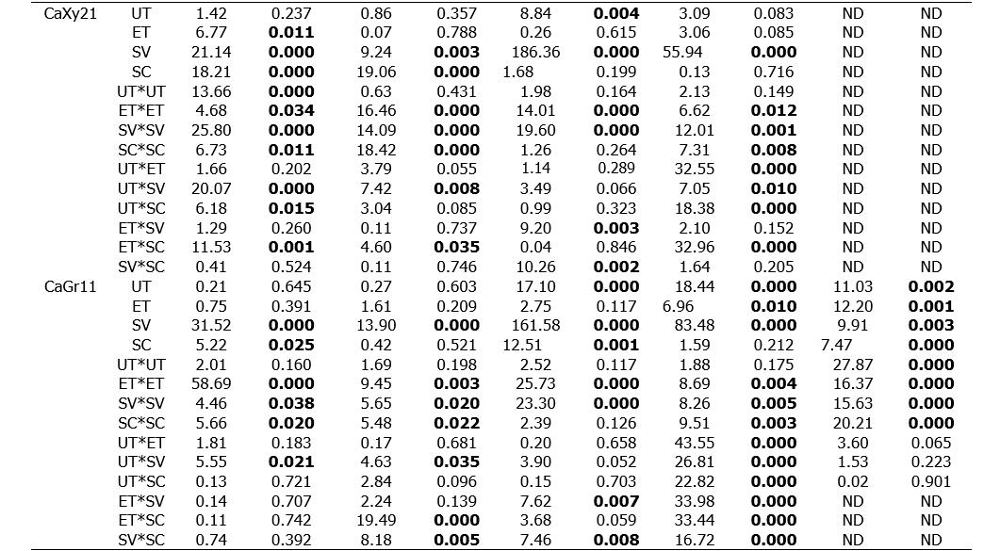 CaXy21 UT 1.42 0.237 0.86 0.357 8.84 0.004 3.09 0.083 ND ND
ET 6.77 0.011 0.07 0.788 0.26 0.615 3.06 0.085 ND ND
SV 21.14 0.000 9.24 0.003 186.36 0.000 55.94 0.000 ND ND
SC 18.21 0.000 19.06 0.000 1.68 0.199 0.13 0.716 ND ND
UT*UT 13.66 0.000 0.63 0.431 1.98 0.164 2.13 0.149 ND ND
ET*ET 4.68 0.034 16.46 0.000 14.01 0.000 6.62 0.012 ND ND
SV*SV 25.80 0.000 14.09 0.000 19.60 0.000 12.01 0.001 ND ND
SC*SC 6.73 0.011 18.42 0.000 1.26 0.264 7.31 0.008 ND ND
UT*ET 1.66 0.202 3.79 0.055 1.14 0.289 32.55 0.000 ND ND
UT*SV 20.07 0.000 7.42 0.008 3.49 0.066 7.05 0.010 ND ND
UT*SC 6.18 0.015 3.04 0.085 0.99 0.323 18.38 0.000 ND ND
ET*SV 1.29 0.260 0.11 0.737 9.20 0.003 2.10 0.152 ND ND
ET*SC 11.53 0.001 4.60 0.035 0.04 0.846 32.96 0.000 ND ND
SV*SC 0.41 0.524 0.11 0.746 10.26 0.002 1.64 0.205 ND ND
CaGr11 UT 0.21 0.645 0.27 0.603 17.10 0.000 18.44 0.000 11.03 0.002
ET 0.75 0.391 1.61 0.209 2.75 0.117 6.96 0.010 12.20 0.001
SV 31.52 0.000 13.90 0.000 161.58 0.000 83.48 0.000 9.91 0.003
SC 5.22 0.025 0.42 0.521 12.51 0.001 1.59 0.212 7.47 0.000
UT*UT 2.01 0.160 1.69 0.198 2.52 0.117 1.88 0.175 27.87 0.000
ET*ET 58.69 0.000 9.45 0.003 25.73 0.000 8.69 0.004 16.37 0.000
SV*SV 4.46 0.038 5.65 0.020 23.30 0.000 8.26 0.005 15.63 0.000
SC*SC 5.66 0.020 5.48 0.022 2.39 0.126 9.51 0.003 20.21 0.000
UT*ET 1.81 0.183 0.17 0.681 0.20 0.658 43.55 0.000 3.60 0.065
UT*SV 5.55 0.021 4.63 0.035 3.90 0.052 26.81 0.000 1.53 0.223
UT*SC 0.13 0.721 2.84 0.096 0.15 0.703 22.82 0.000 0.02 0.901
ET*SV 0.14 0.707 2.24 0.139 7.62 0.007 33.98 0.000 ND ND
ET*SC 0.11 0.742 19.49 0.000 3.68 0.059 33.44 0.000 ND ND
SV*SC 0.74 0.392 8.18 0.005 7.46 0.008 16.72 0.000 ND ND